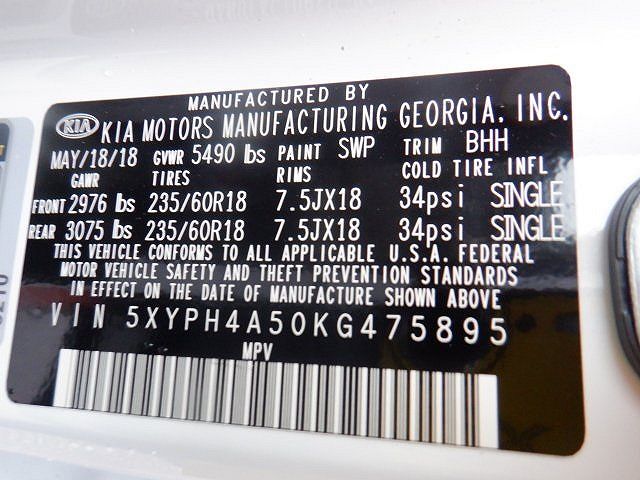 MANUFACTURED BY
KIA KIA MOTORS MANUFACTURING GEORGIA, INC.
MAY/18/18 GVWR 5490 lbs PAINT SWP TRIM BHH
GAWR TIRES RIMS COLD TIRE INFL
FRONT 2976 lbs 235/60R18 7.5JX18 34psi SINGLE
REAR 3075 lbs 235/60R18 7.5JX18 34psi SINGLE
THIS VEHICLE CONFORMS TO ALL APPLICABLE U.S.A. FEDERAL
MOTOR VEHICLE SAFETY AND THEFT PREVENTION STANDARDS
IN EFFECT ON THE DATE OF MANUFACTURE SHOWN ABOVE
VIN 5XYPH4A50KG475895
MPV